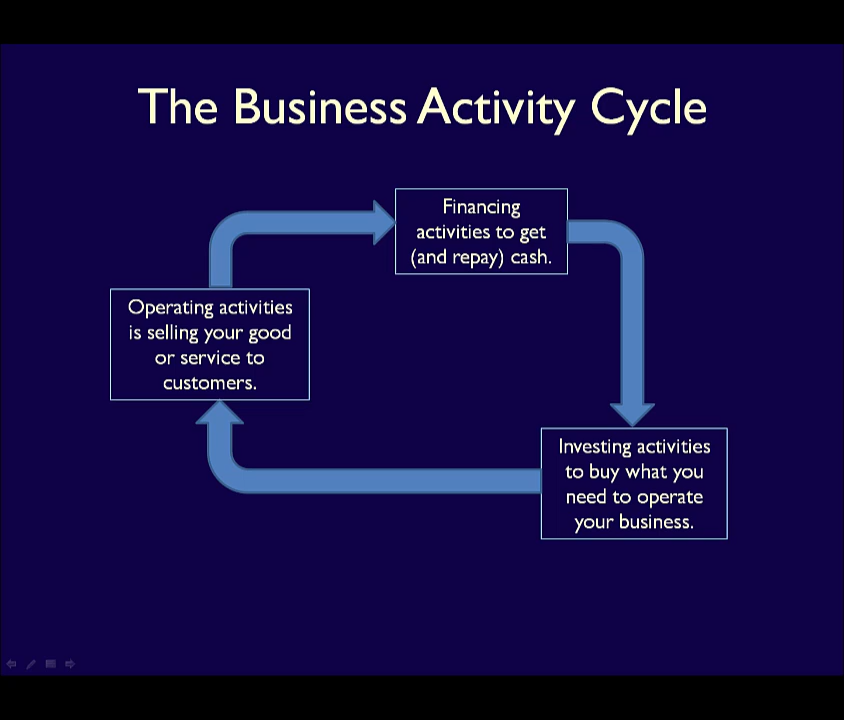 The Business Activity Cycle
Financing
activities to get
(and repay) cash.
Operating activities
is selling your good
or service to
customers.
Investing activities
to buy what you
need to operate
your business.